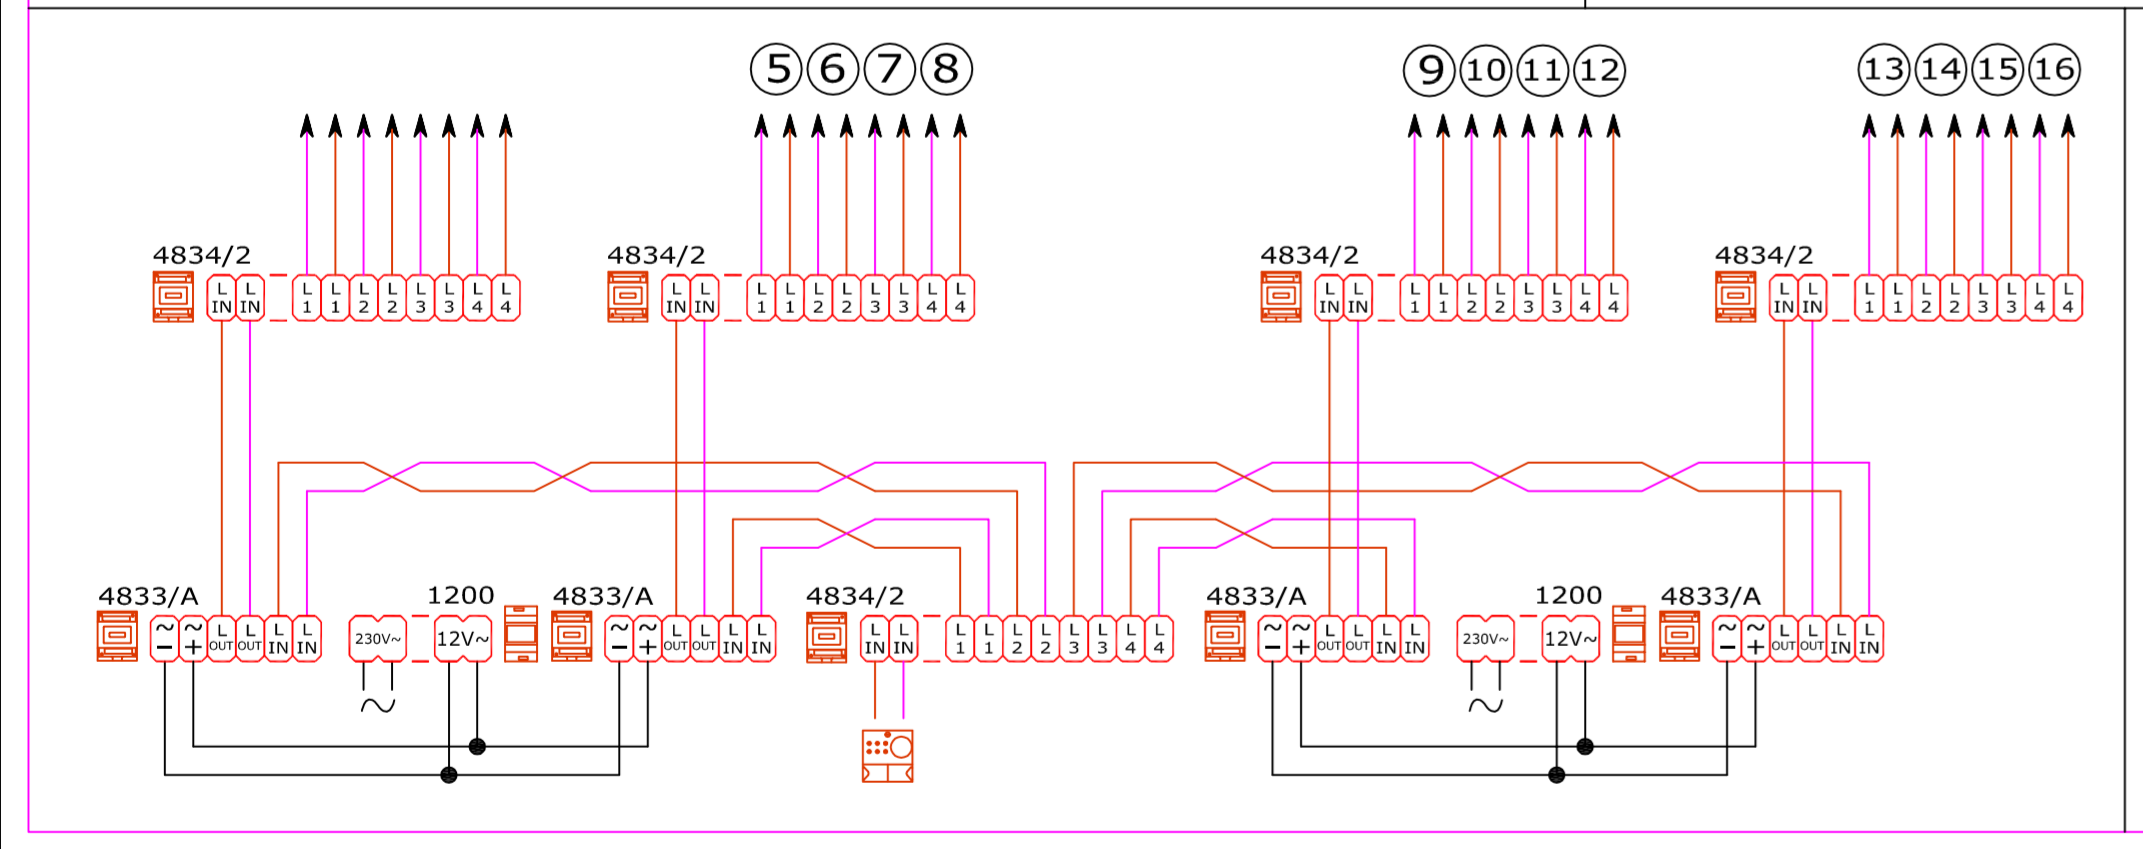 5 6 7 8
9 10 11 12
13 14 15 16
4834/2
4834/2
4834/2
4834/2
L IN L IN L 1 L 1 L 2 L 2 L 3 L 3 L 4 L 4
L IN L IN L 1 L 1 L 2 L 2 L 3 L 3 L 4 L 4
L IN L IN L 1 L 1 L 2 L 2 L 3 L 3 L 4 L 4
L IN L IN L 1 L 1 L 2 L 2 L 3 L 3 L 4 L 4
4833/A
1200
4833/A
4834/2
4833/A
1200
4833/A
~ − ~ + L OUT L OUT L IN L IN
230V~
12V~
~ − ~ + L OUT L OUT L IN L IN
L IN L IN L 1 L 1 L 2 L 2 L 3 L 3 L 4 L 4
~ − ~ + L OUT L OUT L IN L IN
230V~
12V~
~ − ~ + L OUT L OUT L IN L IN
~
~